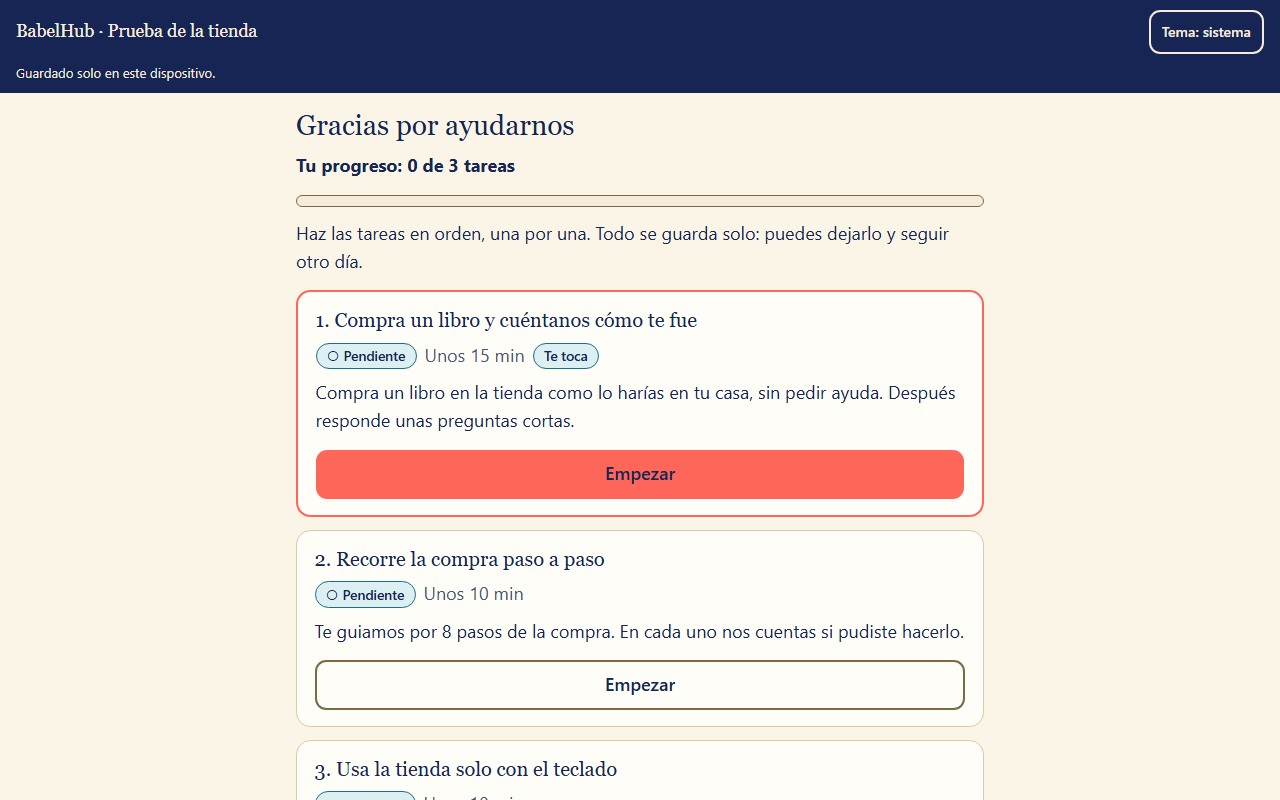 BabelHub · Prueba de la tienda
Tema: sistema
Guardado solo en este dispositivo.
Gracias por ayudarnos
Tu progreso: 0 de 3 tareas
Haz las tareas en orden, una por una. Todo se guarda solo: puedes dejarlo y seguir
otro día.
1. Compra un libro y cuéntanos cómo te fue
○ Pendiente Unos 15 min Te toca
Compra un libro en la tienda como lo harías en tu casa, sin pedir ayuda. Después
responde unas preguntas cortas.
Empezar
2. Recorre la compra paso a paso
○ Pendiente Unos 10 min
Te guiamos por 8 pasos de la compra. En cada uno nos cuentas si pudiste hacerlo.
Empezar
3. Usa la tienda solo con el teclado